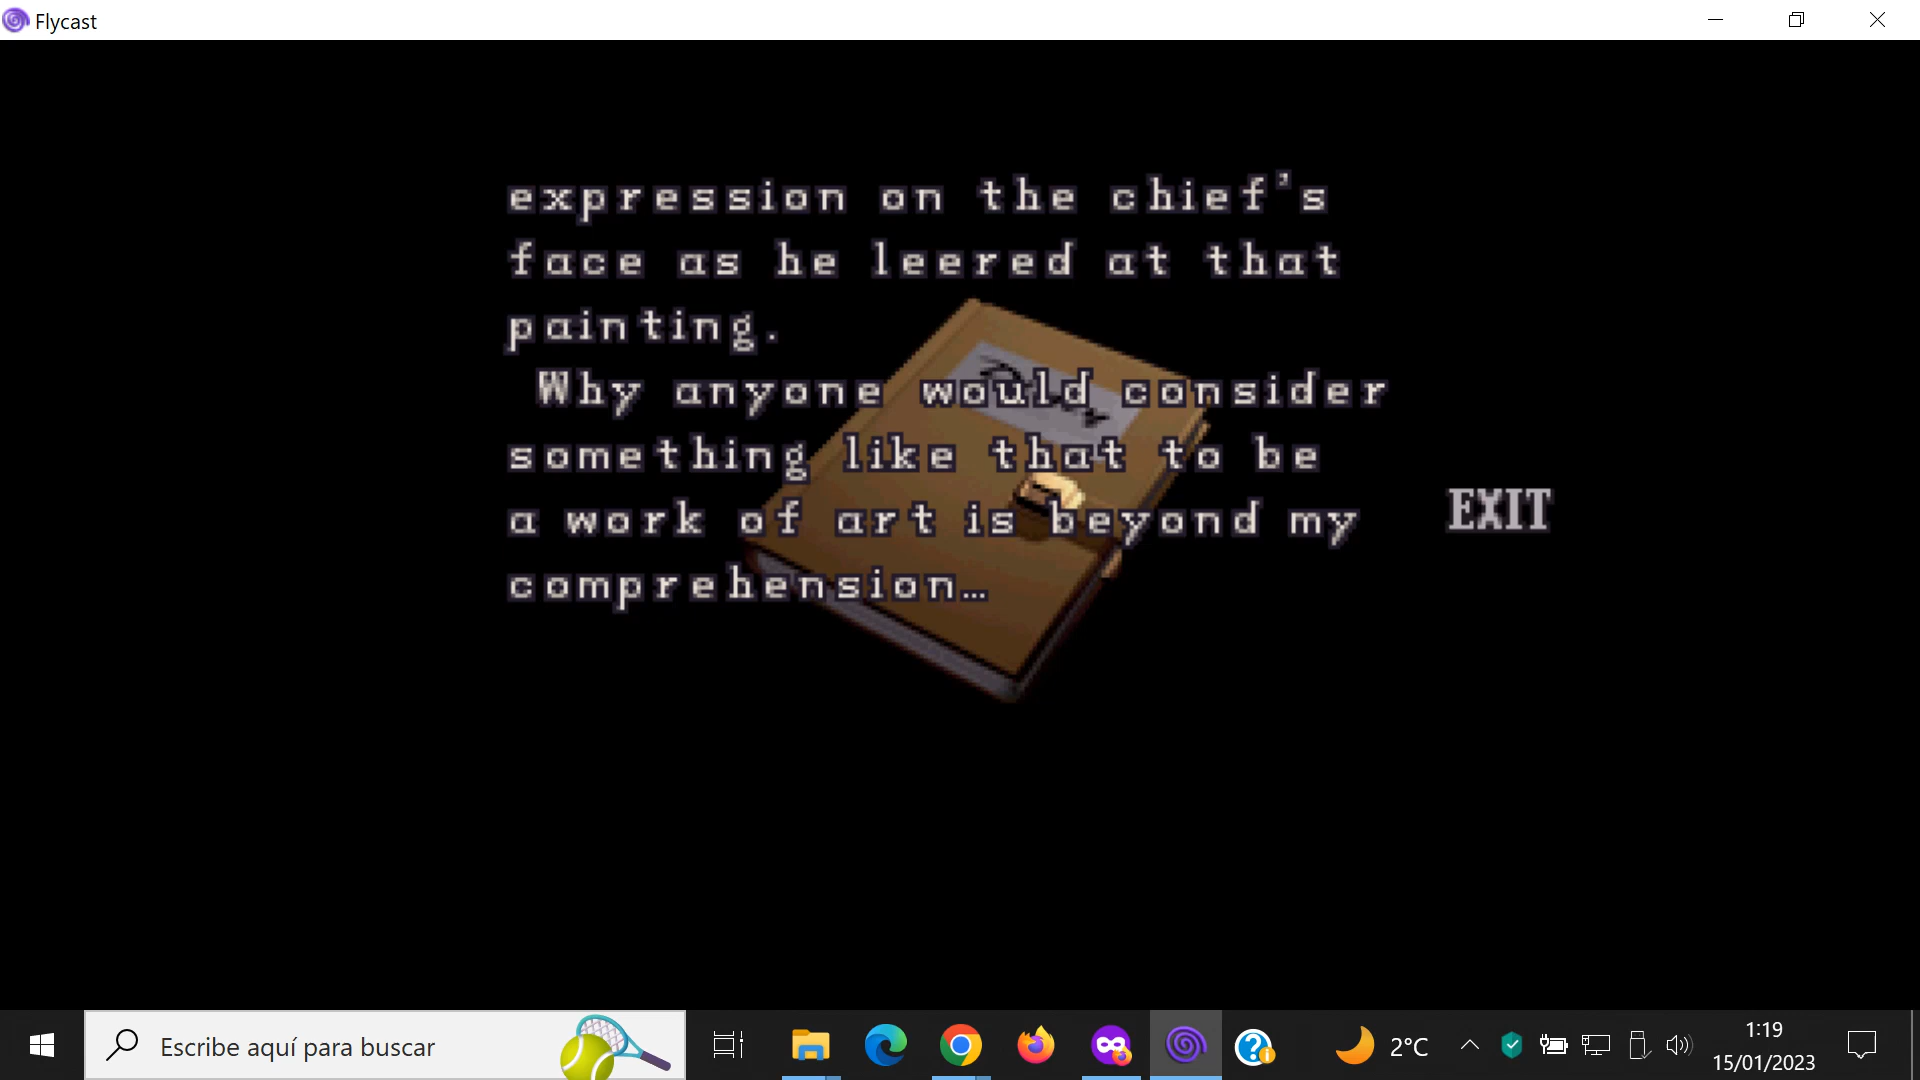 Flycast
expression on the chief's
face as he leered at that
painting.
Why anyone would consider
something like that to be
a work of art is beyond my
comprehension…
EXIT
Diary
Escribe aquí para buscar
2°C
1:19
15/01/2023